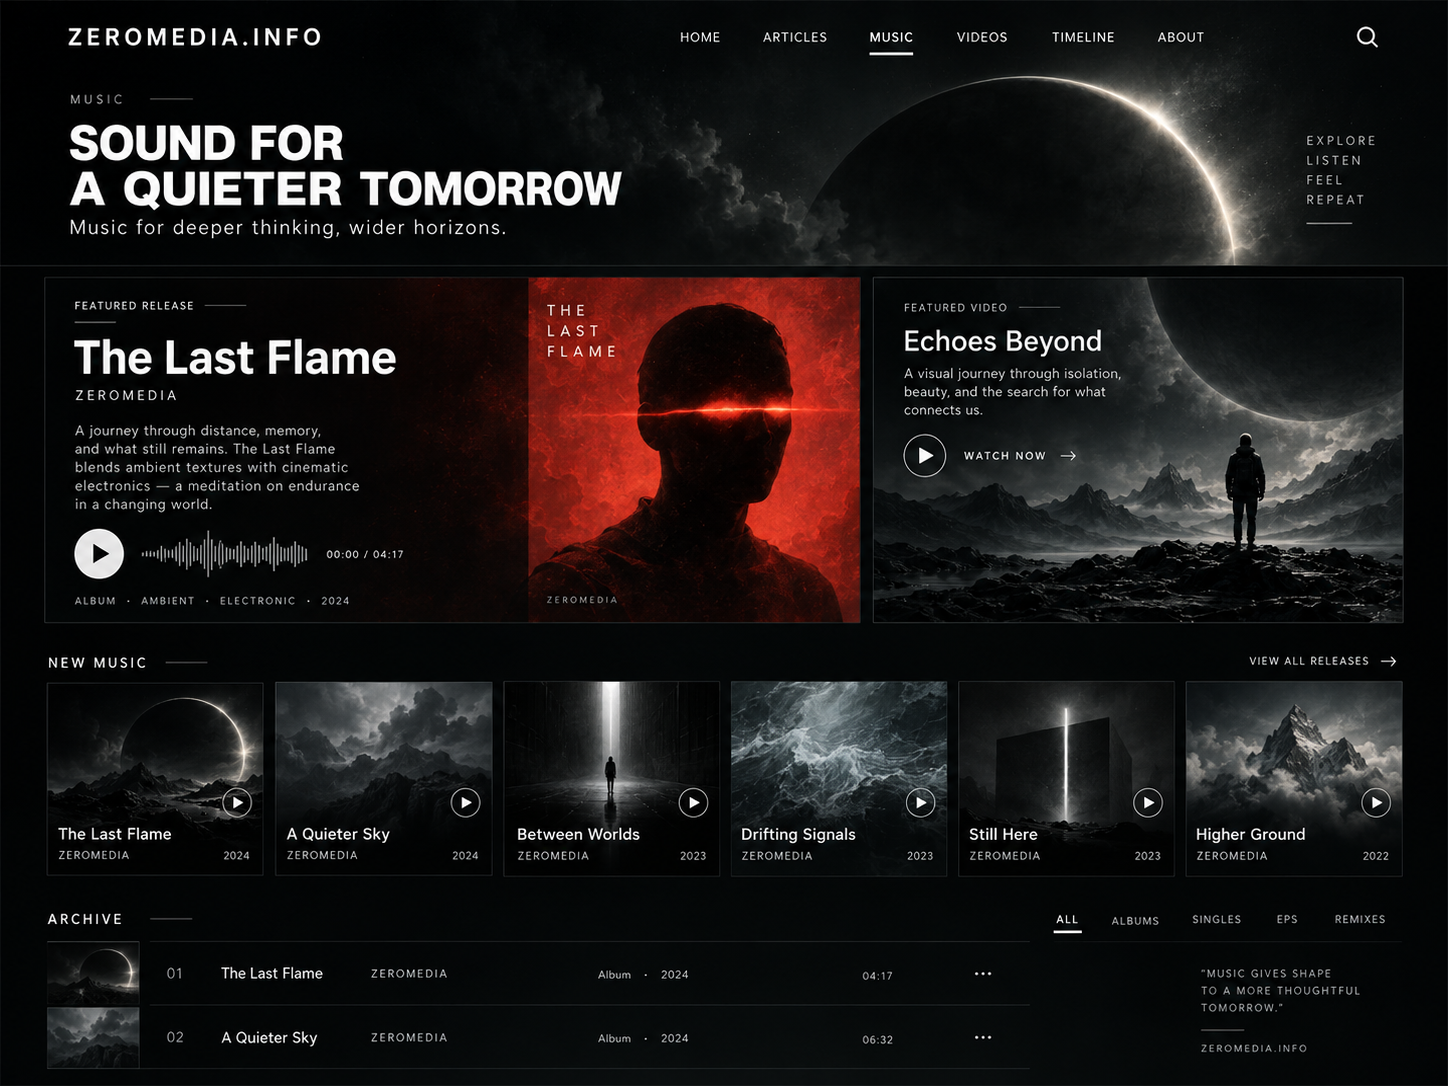 ZEROMEDIA.INFO
HOME ARTICLES MUSIC VIDEOS TIMELINE ABOUT
MUSIC
SOUND FOR
A QUIETER TOMORROW
Music for deeper thinking, wider horizons.
EXPLORE
LISTEN
FEEL
REPEAT
FEATURED RELEASE
The Last Flame
ZEROMEDIA
A journey through distance, memory,
and what still remains. The Last Flame
blends ambient textures with cinematic
electronics — a meditation on endurance
in a changing world.
00:00 / 04:17
ALBUM · AMBIENT · ELECTRONIC · 2024
THE
LAST
FLAME
ZEROMEDIA
FEATURED VIDEO
Echoes Beyond
A visual journey through isolation,
beauty, and the search for what
connects us.
WATCH NOW →
NEW MUSIC
VIEW ALL RELEASES →
The Last Flame
ZEROMEDIA 2024
A Quieter Sky
ZEROMEDIA 2024
Between Worlds
ZEROMEDIA 2023
Drifting Signals
ZEROMEDIA 2023
Still Here
ZEROMEDIA 2023
Higher Ground
ZEROMEDIA 2022
ARCHIVE
ALL ALBUMS SINGLES EPS REMIXES
01 The Last Flame ZEROMEDIA Album · 2024 04:17 •••
02 A Quieter Sky ZEROMEDIA Album · 2024 06:32 •••
"MUSIC GIVES SHAPE
TO A MORE THOUGHTFUL
TOMORROW."
ZEROMEDIA.INFO